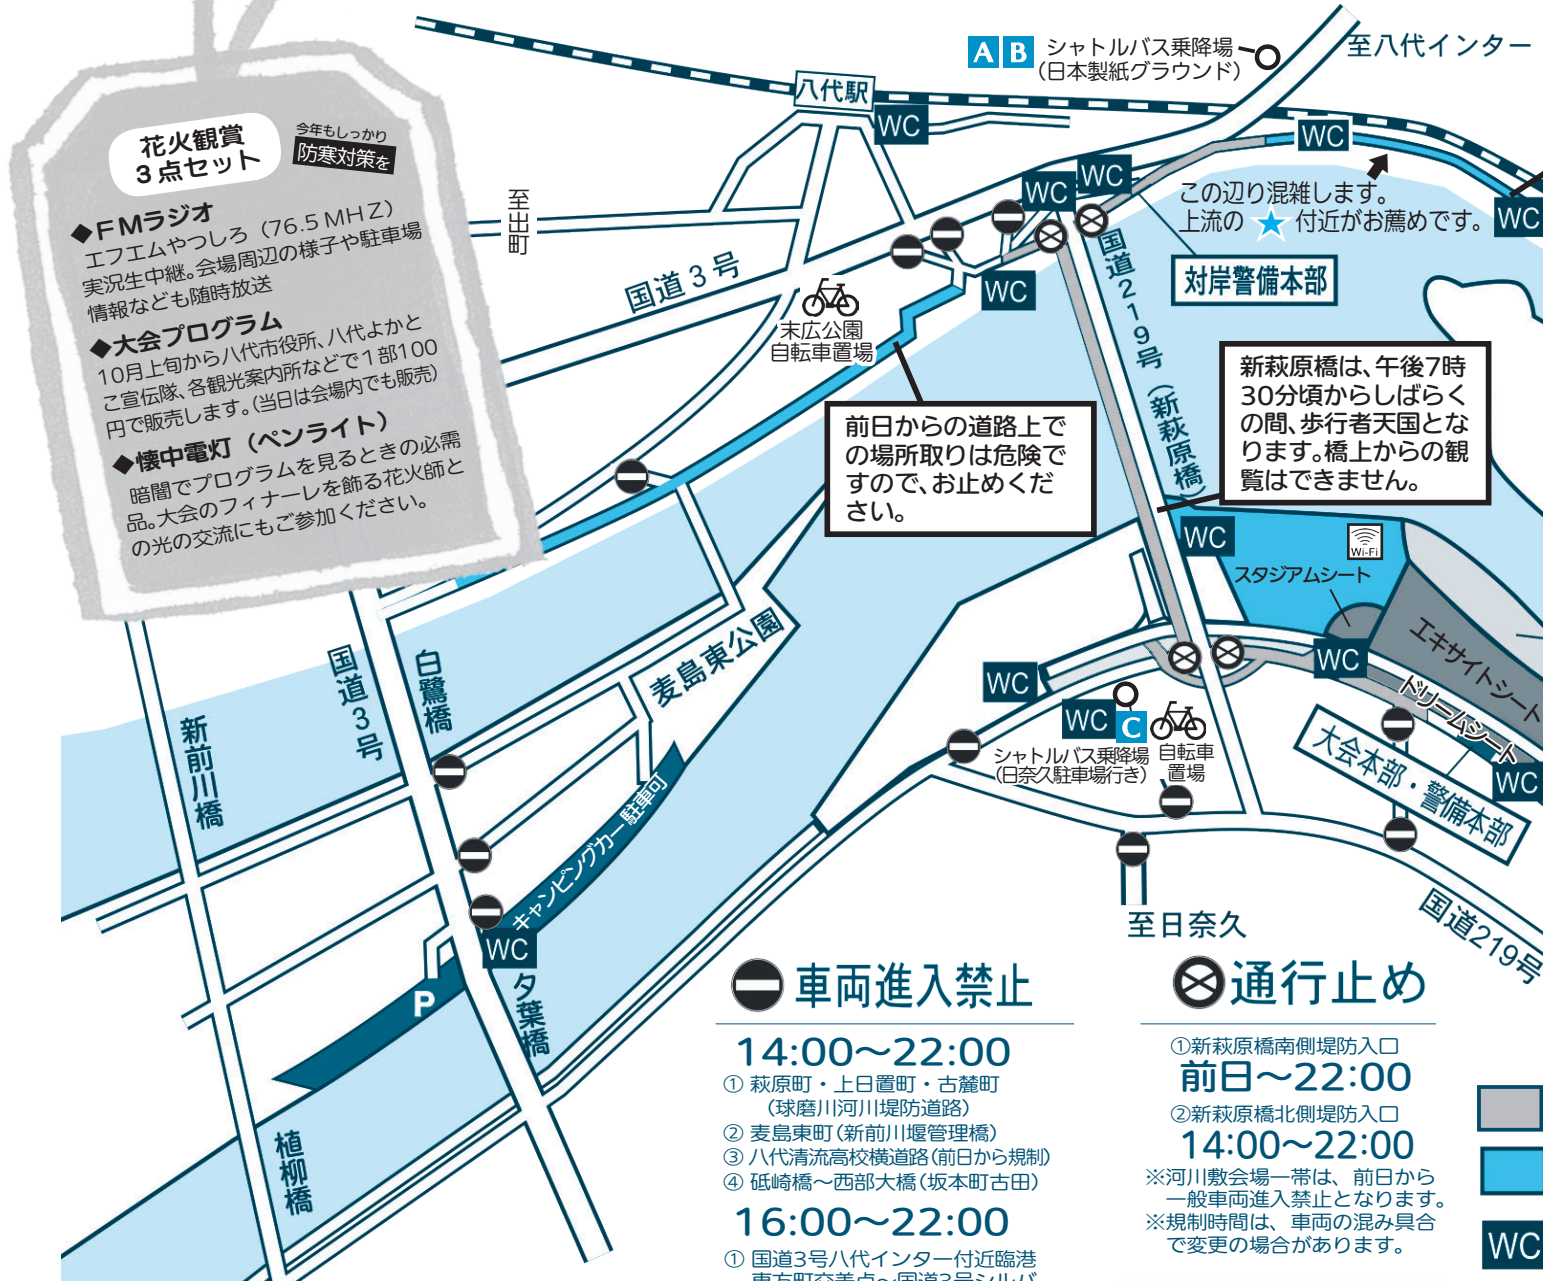 花火観賞
3点セット
今年もしっかり
防寒対策を
◆FMラジオ
エフエムやつしろ（76.5MHZ）
実況生中継。会場周辺の様子や駐車場
情報なども随時放送
◆大会プログラム
10月上旬から八代市役所、八代よかと
こ宣伝隊、各観光案内所などで1部100
円で販売します。(当日は会場内でも販売)
◆懐中電灯（ペンライト）
暗闇でプログラムを見るときの必需
品。大会のフィナーレを飾る花火師と
の光の交流にもご参加ください。
A B シャトルバス乗降場
(日本製紙グラウンド)
至八代インター
八代駅
WC
WC
WC
WC
この辺り混雑します。
上流の★付近がお薦めです。
WC
至出町
国道3号
WC
対岸警備本部
国道219号（新萩原橋）
末広公園
自転車置場
新萩原橋は、午後7時
30分頃からしばらく
の間、歩行者天国とな
ります。橋上からの観
覧はできません。
前日からの道路上で
の場所取りは危険で
すので、お止めくだ
さい。
WC
Wi-Fi
スタジアムシート
エキサイトシート
WC
ドリームシート
WC
大会本部・警備本部
WC
WC C
シャトルバス乗降場
(日奈久駐車場行き)
自転車
置場
麦島東公園
国道3号
白鷺橋
新前川橋
キャンピングカー駐車可
WC
P
夕葉橋
植柳橋
至日奈久
国道219号
車両進入禁止
14:00〜22:00
① 萩原町・上日置町・古麓町
（球磨川河川堤防道路）
② 麦島東町(新前川堰管理橋)
③ 八代清流高校横道路(前日から規制)
④ 砥崎橋〜西部大橋(坂本町古田)
16:00〜22:00
① 国道3号八代インター付近臨港
通行止め
①新萩原橋南側堤防入口
前日〜22:00
②新萩原橋北側堤防入口
14:00〜22:00
※河川敷会場一帯は、前日から
一般車両進入禁止となります。
※規制時間は、車両の混み具合
で変更の場合があります。
WC